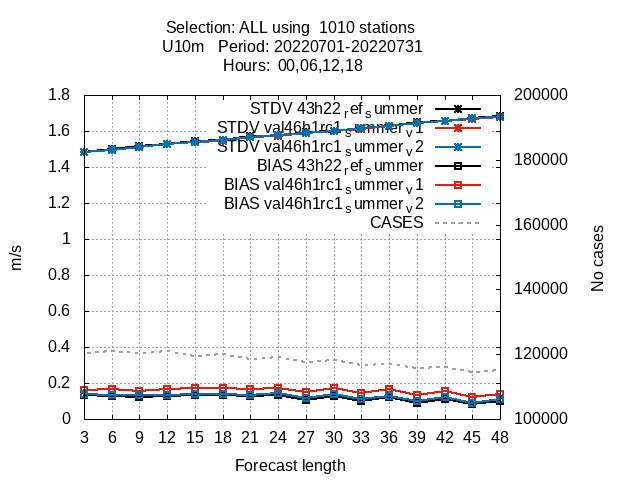 Selection: ALL using  1010 stations
U10m   Period: 20220701-20220731
Hours:  00,06,12,18
1.8
1.6
1.4
1.2
1
0.8
0.6
0.4
0.2
0
m/s
STDV 43h22_ref_summer
STDV val46h1rc1_summer_v1
STDV val46h1rc1_summer_v2
BIAS 43h22_ref_summer
BIAS val46h1rc1_summer_v1
BIAS val46h1rc1_summer_v2
CASES
200000
180000
160000
140000
120000
100000
No cases
3 6 9 12 15 18 21 24 27 30 33 36 39 42 45 48
Forecast length